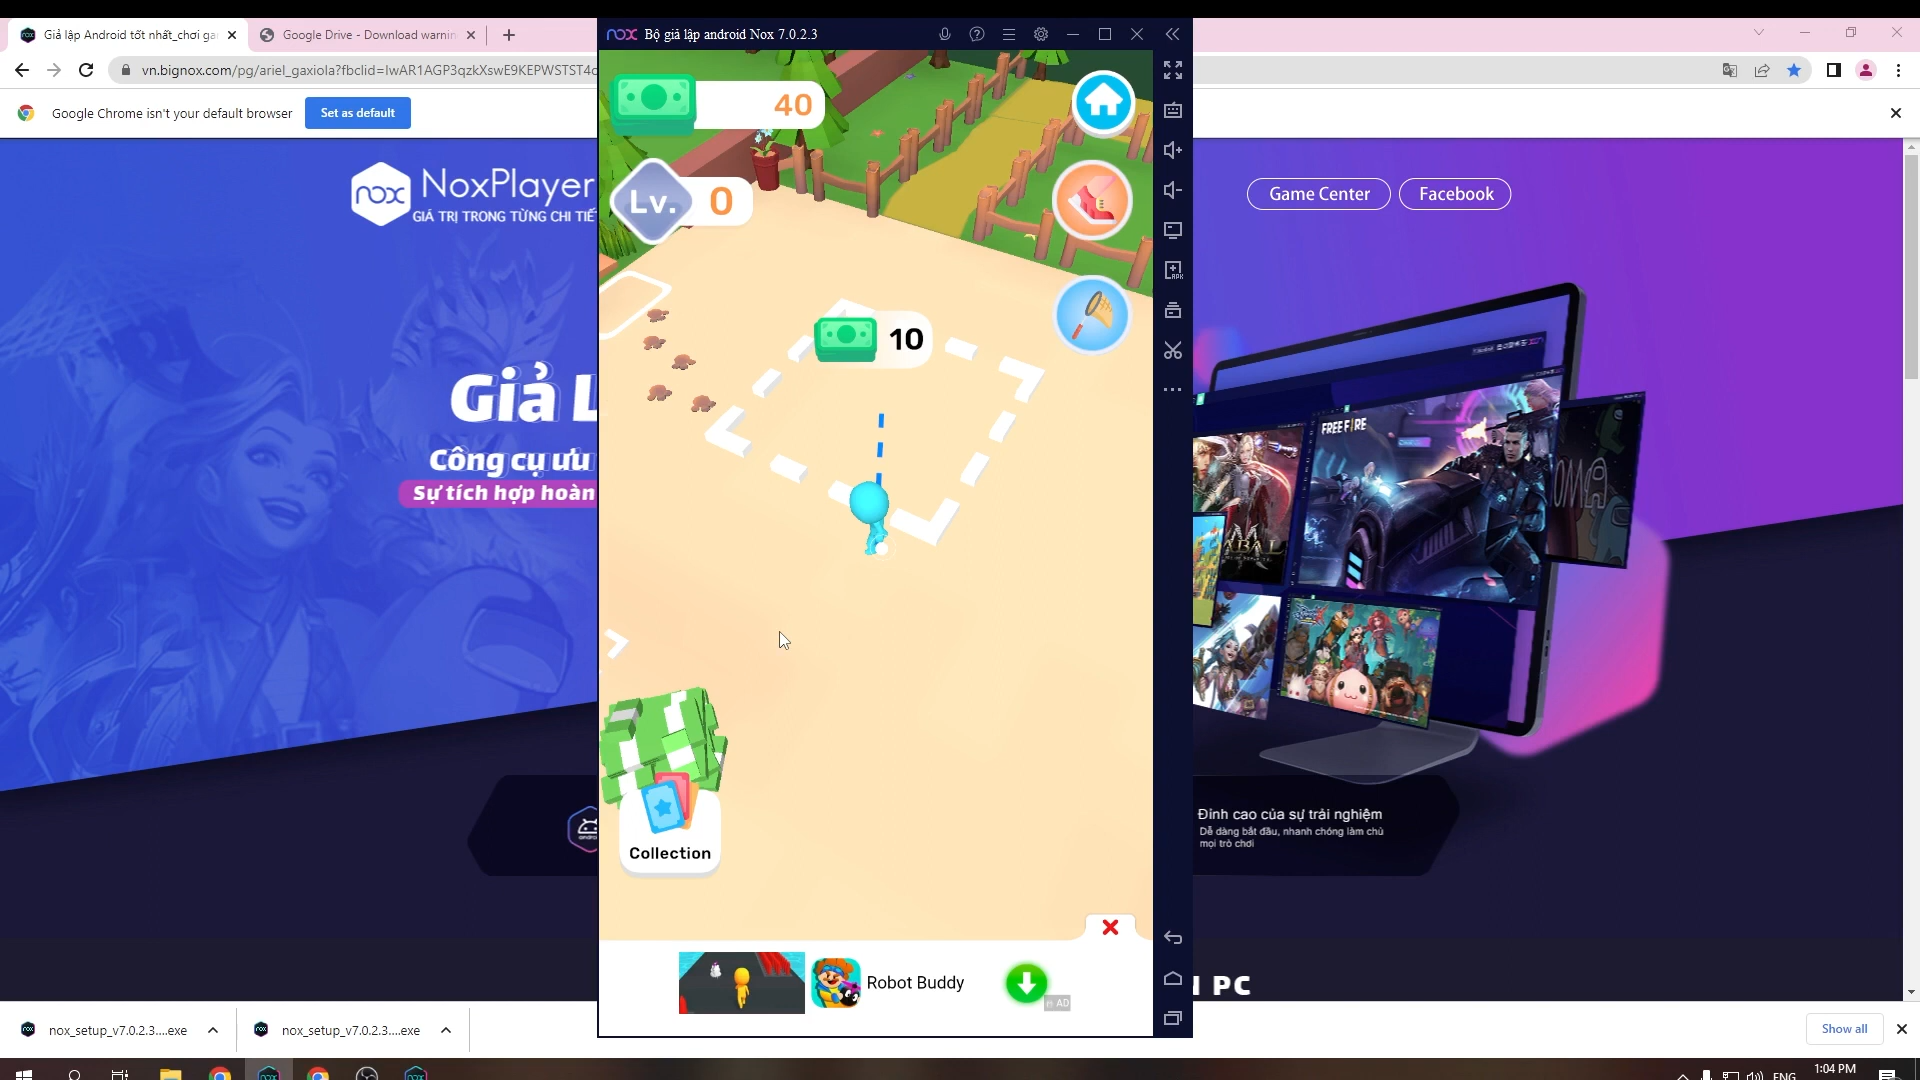 Giả lập Android tốt nhất_chơi ga
Google Drive - Download warnin
nox Bộ giả lập android Nox 7.0.2.3
vn.bignox.com/pg/ariel_gaxiola?fbclid=IwAR1AGP3qzkXswE9KEPWSTST4c
Google Chrome isn't your default browser
Set as default
40
nox NoxPlayer
GIÁ TRỊ TRONG TỪNG CHI TIẾ
Lv. 0
Game Center
Facebook
10
Giả L
Công cụ ưu
Sự tích hợp hoàn
FREE FIRE
Collection
Đỉnh cao của sự trải nghiệm
Dễ dàng bắt đầu, nhanh chóng làm chủ
mọi trò chơi
Robot Buddy
AD
PC
nox_setup_v7.0.2.3....exe
nox_setup_v7.0.2.3....exe
Show all
ENG
1:04 PM